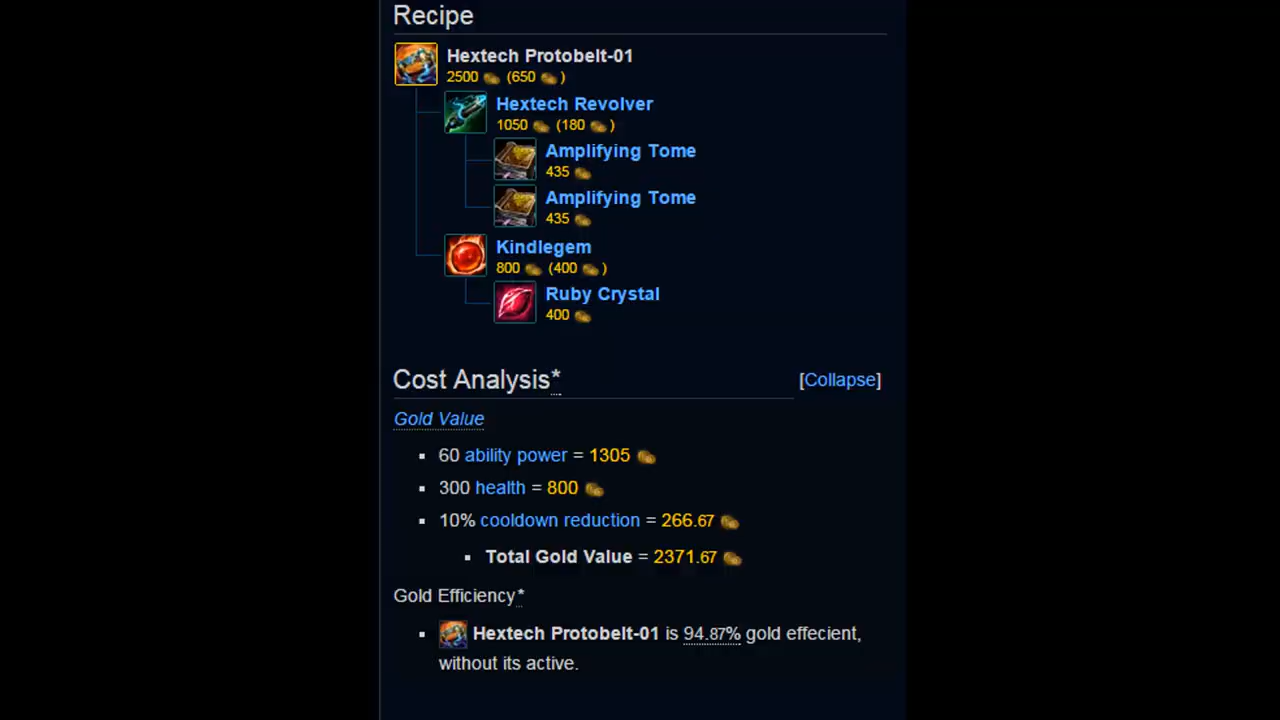 Recipe
Hextech Protobelt-01
2500 (650 )
Hextech Revolver
1050 (180 )
Amplifying Tome
435
Amplifying Tome
435
Kindlegem
800 (400 )
Ruby Crystal
400
Cost Analysis* [Collapse]
Gold Value
▪ 60 ability power = 1305
▪ 300 health = 800
▪ 10% cooldown reduction = 266.67
▪ Total Gold Value = 2371.67
Gold Efficiency*
▪ Hextech Protobelt-01 is 94.87% gold effecient,
without its active.